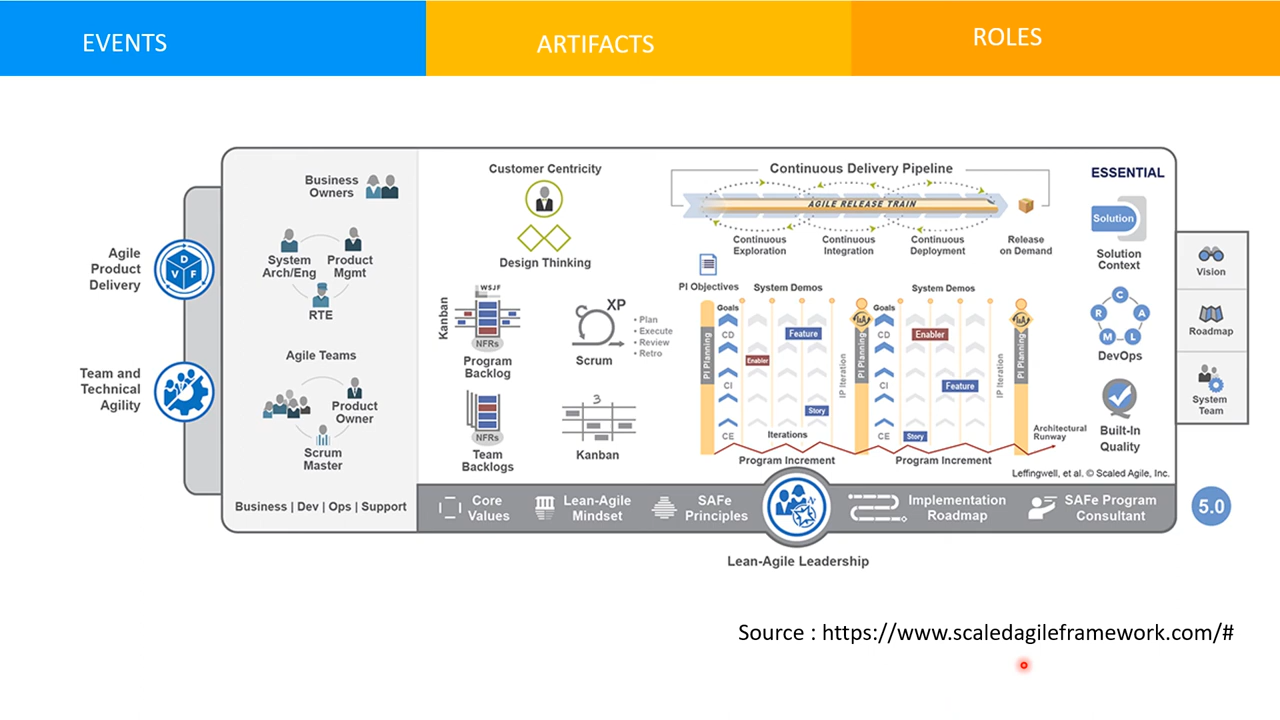 EVENTS
ARTIFACTS
ROLES
Agile
Product
Delivery
Team and
Technical
Agility
Business
Owners
System
Arch/Eng
Product
Mgmt
RTE
Agile Teams
Product
Owner
Scrum
Master
Business | Dev | Ops | Support
Customer Centricity
Design Thinking
Kanban
WSJF
NFRs
Program
Backlog
XP
• Plan
• Execute
• Review
• Retro
Scrum
NFRs
Team
Backlogs
3
Kanban
Continuous Delivery Pipeline
AGILE RELEASE TRAIN
Continuous
Exploration
Continuous
Integration
Continuous
Deployment
Release
on Demand
PI Objectives
System Demos
System Demos
PI Planning
Goals
CD
CI
CE
Enabler
Feature
Story
Iterations
IP Iteration
I&A
PI Planning
Goals
CD
CI
CE
Enabler
Feature
Story
IP Iteration
I&A
PI Planning
Architectural
Runway
Program Increment
Program Increment
Leffingwell, et al. © Scaled Agile, Inc.
ESSENTIAL
Solution
Solution
Context
C
R
A
M
L
DevOps
Built-In
Quality
Vision
Roadmap
System
Team
D
V
F
Core
Values
Lean-Agile
Mindset
SAFe
Principles
Implementation
Roadmap
SAFe Program
Consultant
5.0
Lean-Agile Leadership
Source : https://www.scaledagileframework.com/#